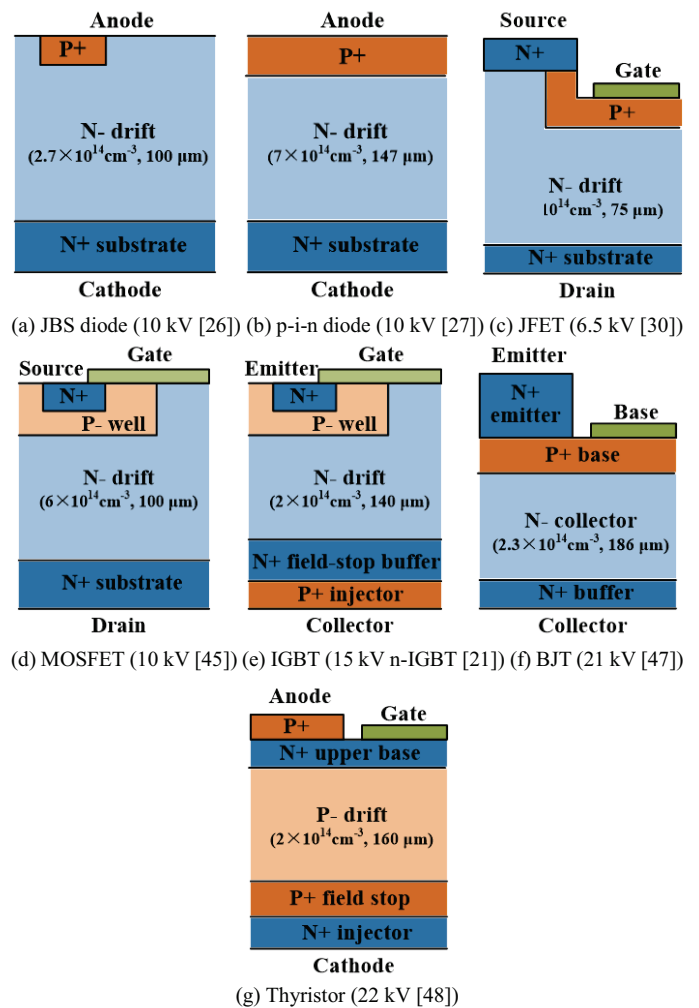 Anode
P+
N- drift
(2.7×10¹⁴cm⁻³, 100 μm)
N+ substrate
Cathode
Anode
P+
N- drift
(7×10¹⁴cm⁻³, 147 μm)
N+ substrate
Cathode
Source
N+
Gate
P+
N- drift
10¹⁴cm⁻³, 75 μm)
N+ substrate
Drain
(a) JBS diode (10 kV [26]) (b) p-i-n diode (10 kV [27]) (c) JFET (6.5 kV [30])
Source
Gate
N+
P- well
N- drift
(6×10¹⁴cm⁻³, 100 μm)
N+ substrate
Drain
Emitter
Gate
N+
P- well
N- drift
(2×10¹⁴cm⁻³, 140 μm)
N+ field-stop buffer
P+ injector
Collector
Emitter
N+
emitter
Base
P+ base
N- collector
(2.3×10¹⁴cm⁻³, 186 μm)
N+ buffer
Collector
(d) MOSFET (10 kV [45]) (e) IGBT (15 kV n-IGBT [21]) (f) BJT (21 kV [47])
Anode
P+
Gate
N+ upper base
P- drift
(2×10¹⁴cm⁻³, 160 μm)
P+ field stop
N+ injector
Cathode
(g) Thyristor (22 kV [48])